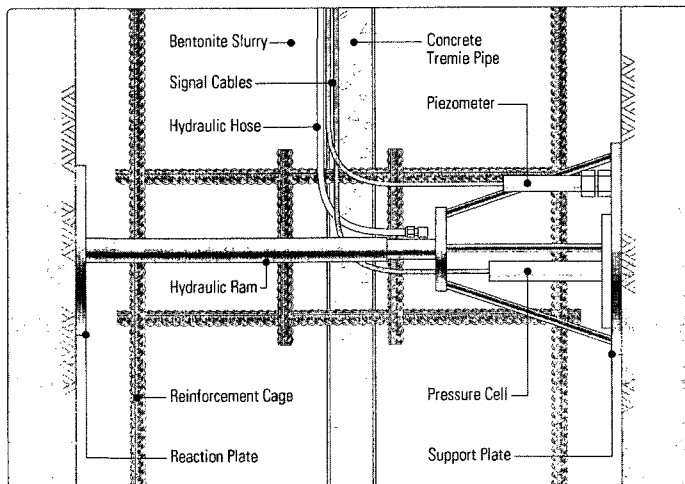 Bentonite Slurry
Concrete
Tremie Pipe
Signal Cables
Piezometer
Hydraulic Hose
Hydraulic Ram
Reinforcement Cage
Pressure Cell
Reaction Plate
Support Plate